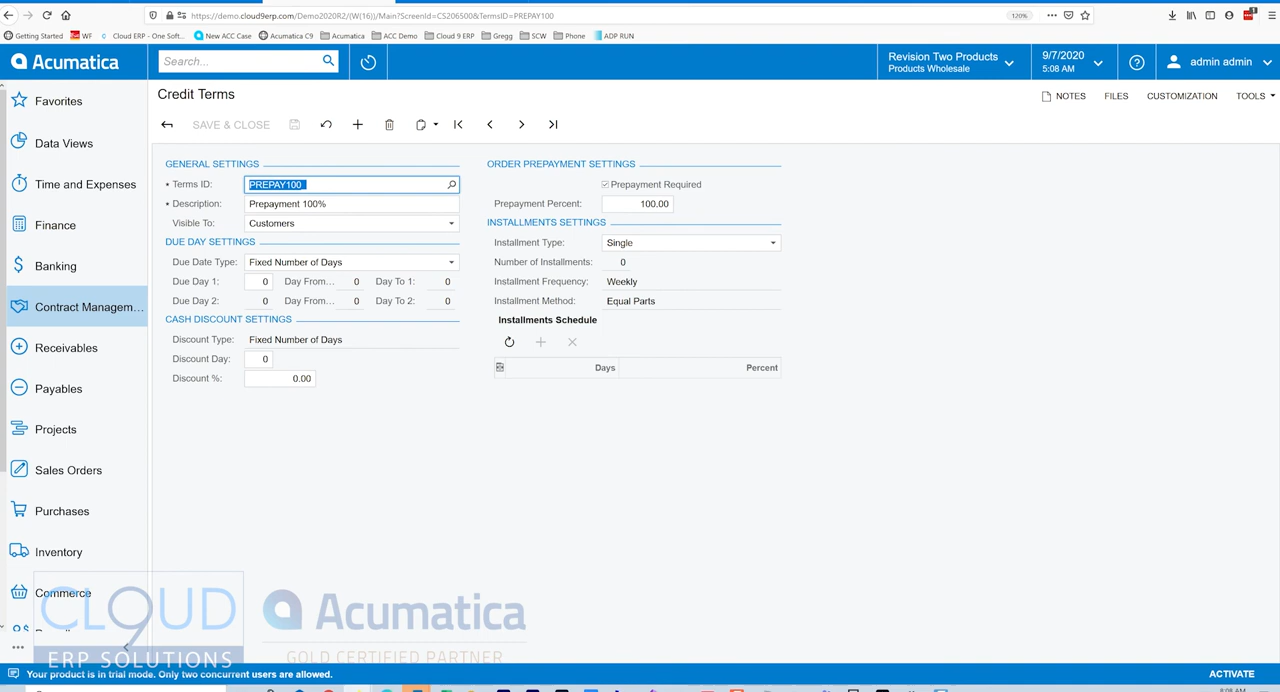 https://demo.cloud9erp.com/Demo2020R2/(W(16))/Main?ScreenId=CS206500&TermsID=PREPAY100
120%
Getting Started
WF
Cloud ERP - One Soft...
New ACC Case
Acumatica C9
Acumatica
ACC Demo
Cloud 9 ERP
Gregg
SCW
Phone
ADP RUN
Acumatica
Search...
Revision Two Products
Products Wholesale
9/7/2020
5:08 AM
admin admin
Favorites
Data Views
Time and Expenses
Finance
Banking
Contract Managem...
Receivables
Payables
Projects
Sales Orders
Purchases
Inventory
Commerce
Credit Terms
NOTES
FILES
CUSTOMIZATION
TOOLS
SAVE & CLOSE
GENERAL SETTINGS
Terms ID: PREPAY100
Description: Prepayment 100%
Visible To: Customers
DUE DAY SETTINGS
Due Date Type: Fixed Number of Days
Due Day 1: 0 Day From... 0 Day To 1: 0
Due Day 2: 0 Day From... 0 Day To 2: 0
CASH DISCOUNT SETTINGS
Discount Type: Fixed Number of Days
Discount Day: 0
Discount %: 0.00
ORDER PREPAYMENT SETTINGS
Prepayment Required
Prepayment Percent: 100.00
INSTALLMENTS SETTINGS
Installment Type: Single
Number of Installments: 0
Installment Frequency: Weekly
Installment Method: Equal Parts
Installments Schedule
Days Percent
CLOUD 9
ERP SOLUTIONS
Acumatica
GOLD CERTIFIED PARTNER
Your product is in trial mode. Only two concurrent users are allowed.
ACTIVATE